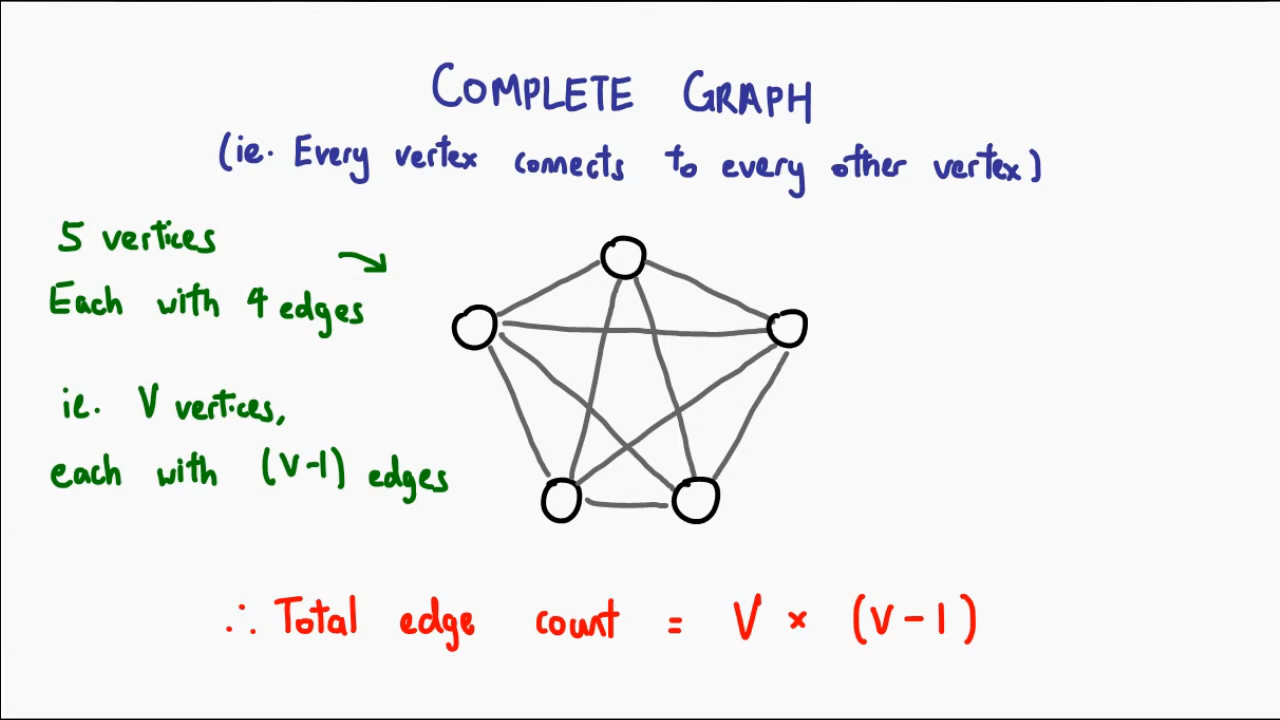 COMPLETE GRAPH
(ie. Every vertex connects to every other vertex)
5 vertices
Each with 4 edges
ie. V vertices,
each with (V-1) edges
∴ Total edge count = V × (V-1)